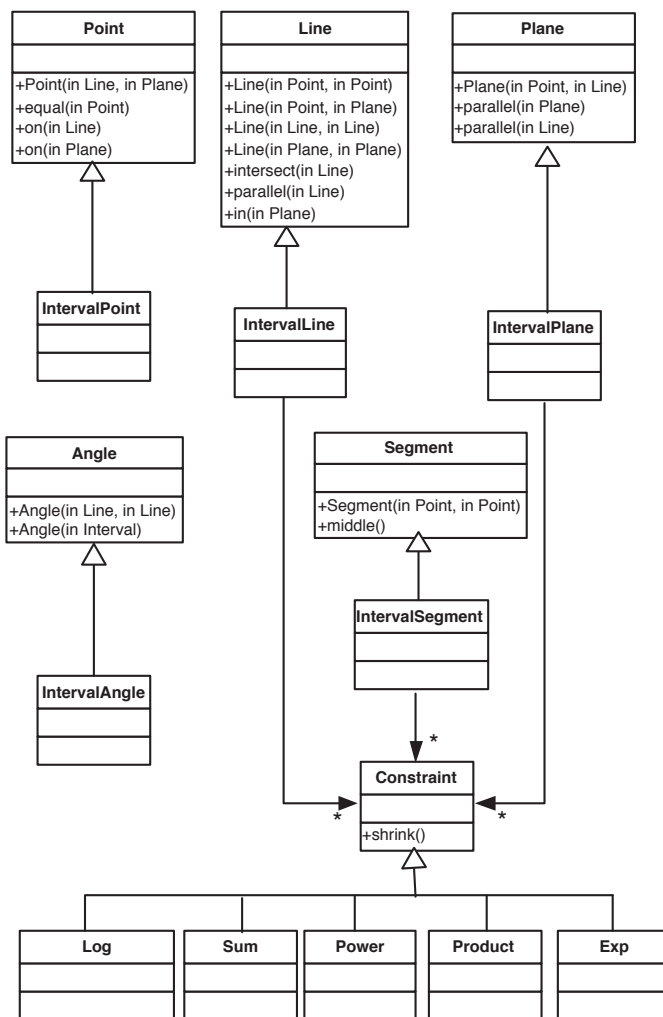 Point
+Point(in Line, in Plane)
+equal(in Point)
+on(in Line)
+on(in Plane)
Line
+Line(in Point, in Point)
+Line(in Point, in Plane)
+Line(in Line, in Line)
+Line(in Plane, in Plane)
+intersect(in Line)
+parallel(in Line)
+in(in Plane)
Plane
+Plane(in Point, in Line)
+parallel(in Plane)
+parallel(in Line)
IntervalPoint
IntervalLine
IntervalPlane
Angle
+Angle(in Line, in Line)
+Angle(in Interval)
Segment
+Segment(in Point, in Point)
+middle()
IntervalSegment
IntervalAngle
*
Constraint
+shrink()
*
*
Log
Sum
Power
Product
Exp